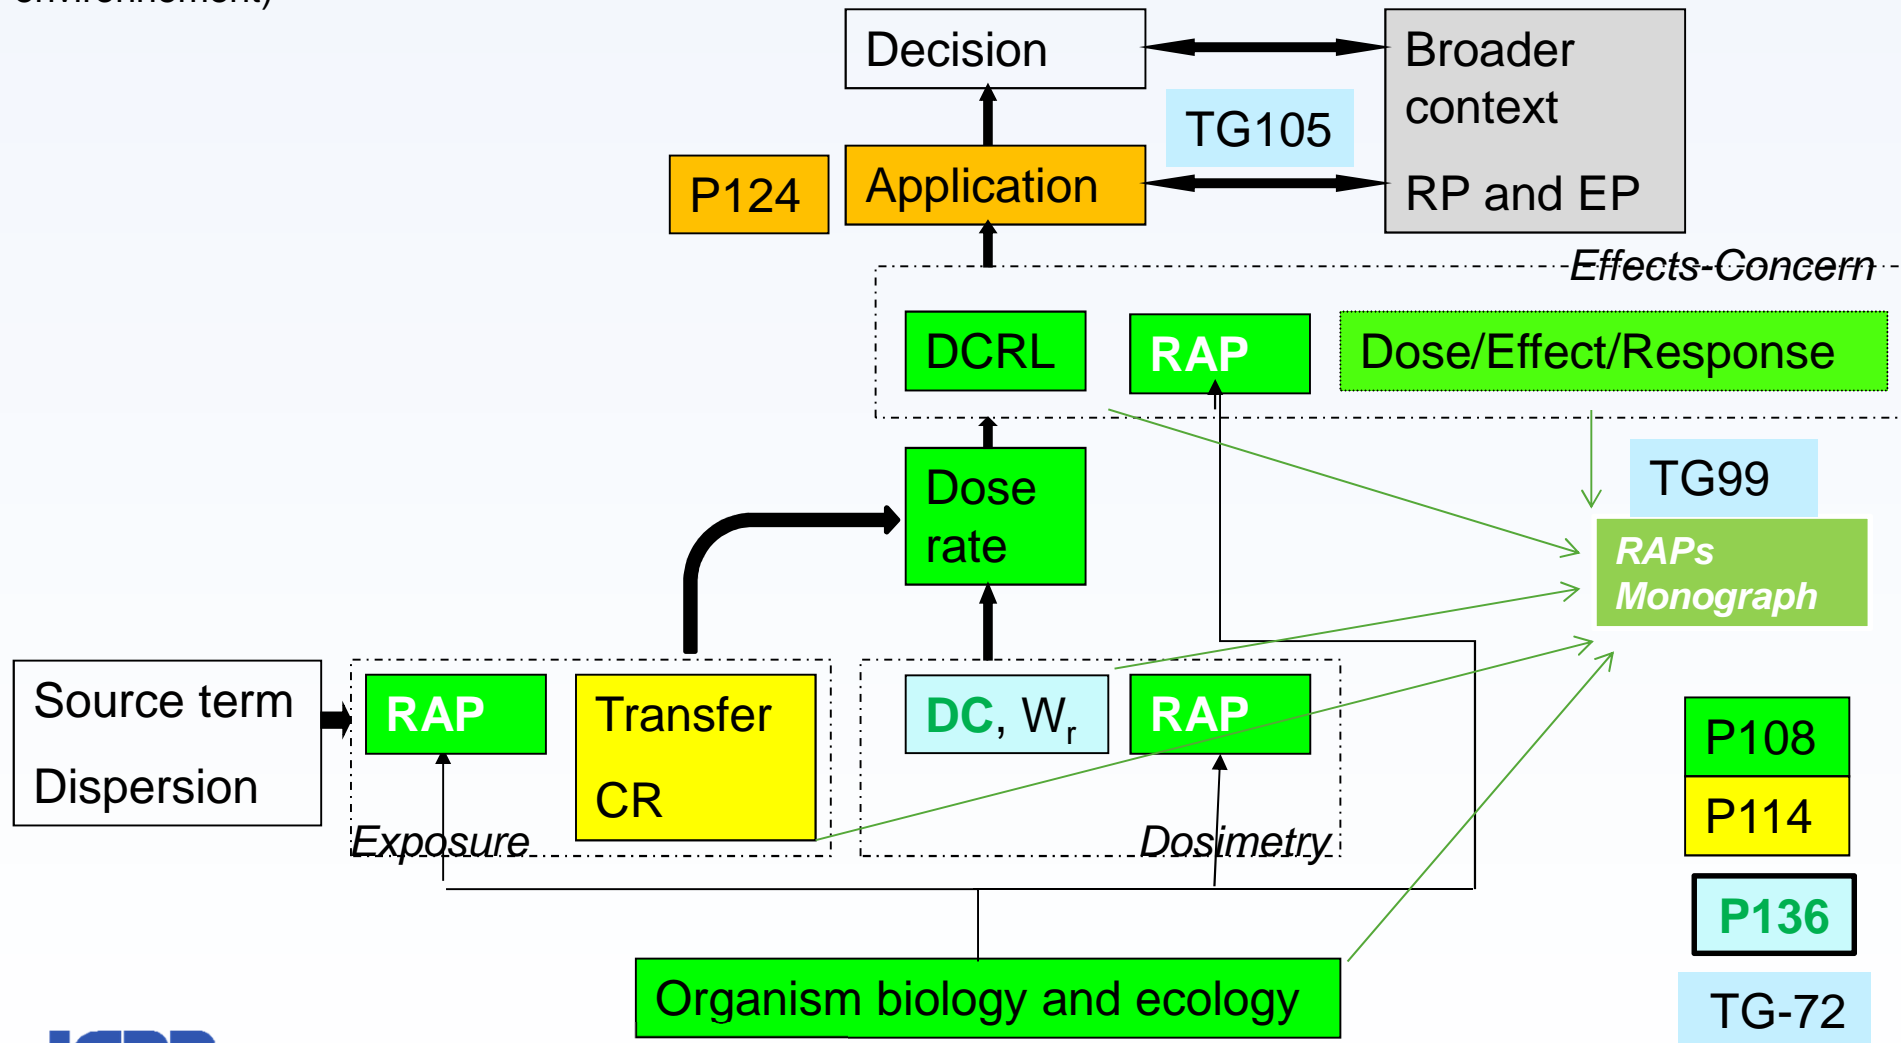 environnement)
Decision
Broader
context
TG105
P124
Application
RP and EP
Effects-Concern
DCRL
RAP
Dose/Effect/Response
TG99
Dose
rate
RAPs
Monograph
Source term
Dispersion
RAP
Transfer
CR
Exposure
DC, Wr
RAP
Dosimetry
P108
P114
P136
Organism biology and ecology
TG-72